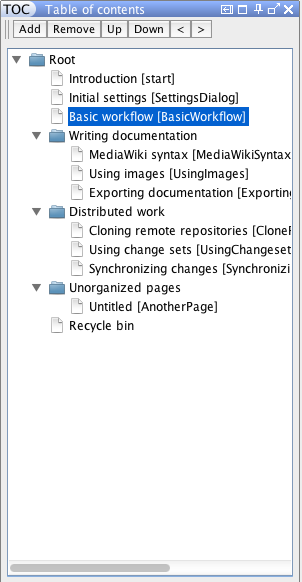 TOC Table of contents
Add Remove Up Down < >
Root
Introduction [start]
Initial settings [SettingsDialog]
Basic workflow [BasicWorkflow]
Writing documentation
MediaWiki syntax [MediaWikiSyntax
Using images [UsingImages]
Exporting documentation [Exporting
Distributed work
Cloning remote repositories [CloneR
Using change sets [UsingChangeset
Synchronizing changes [Synchronizi
Unorganized pages
Untitled [AnotherPage]
Recycle bin